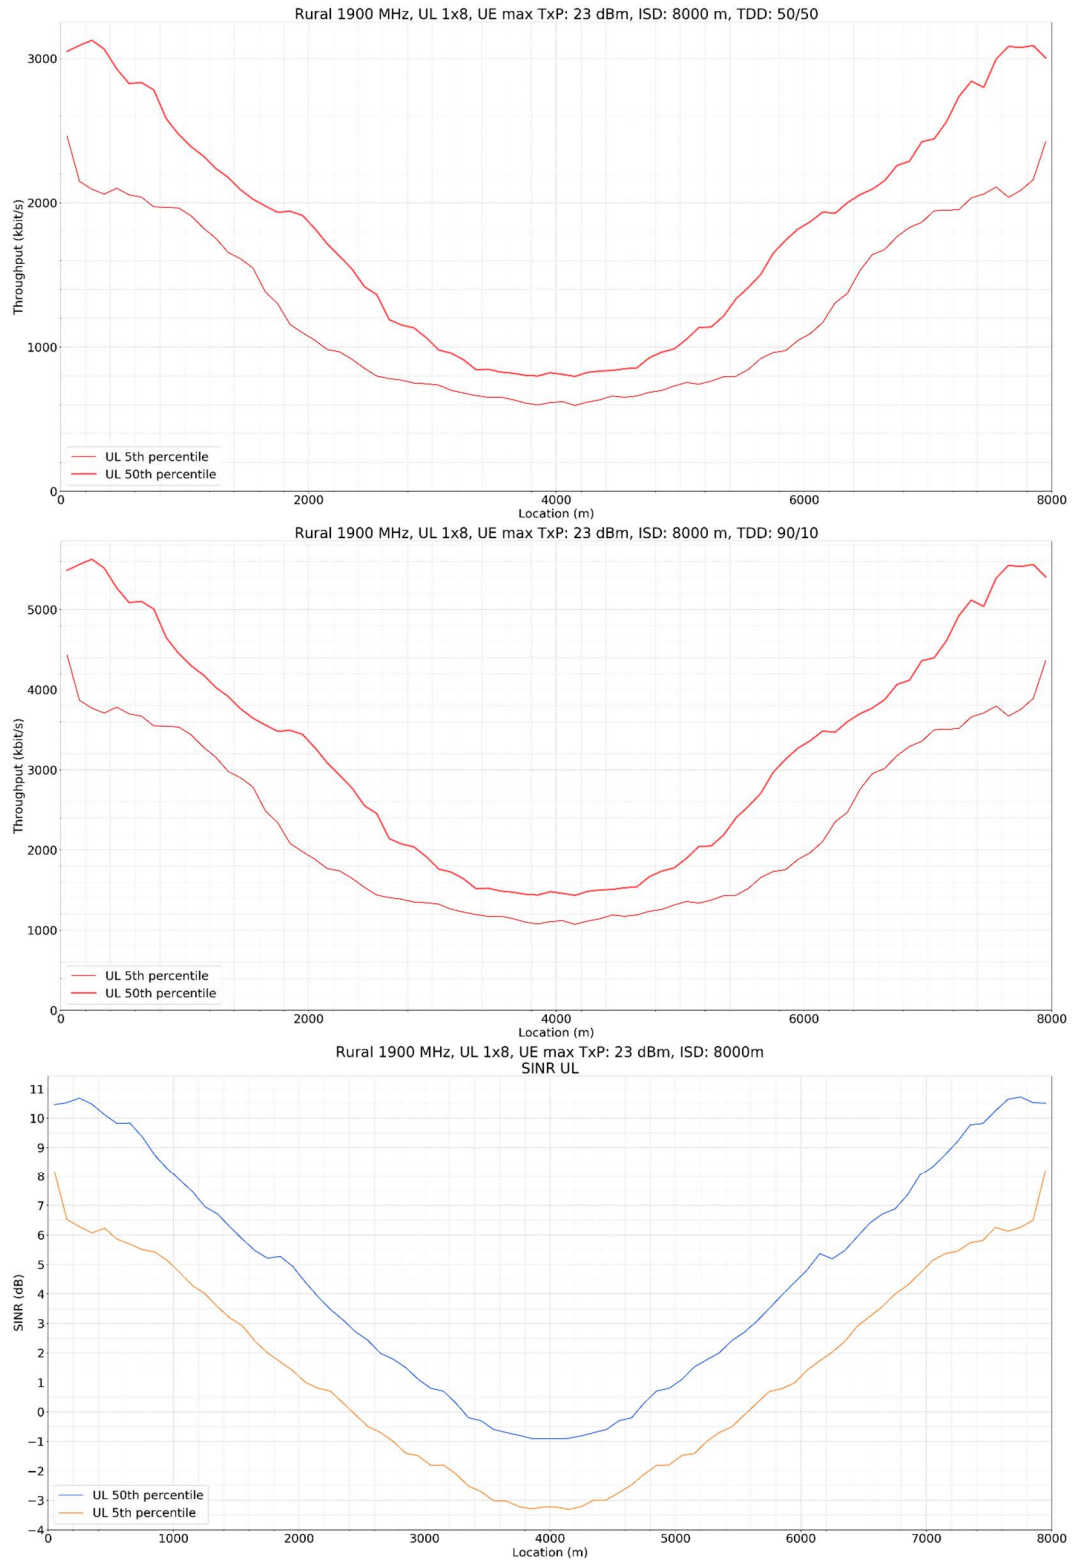 Rural 1900 MHz, UL 1x8, UE max TxP: 23 dBm, ISD: 8000 m, TDD: 50/50
3000
2000
Throughput (kbit/s)
1000
UL 5th percentile
UL 50th percentile
0
0 2000 4000 6000 8000
Location (m)
Rural 1900 MHz, UL 1x8, UE max TxP: 23 dBm, ISD: 8000 m, TDD: 90/10
5000
4000
Throughput (kbit/s)
3000
2000
1000
UL 5th percentile
UL 50th percentile
0
0 2000 4000 6000 8000
Location (m)
Rural 1900 MHz, UL 1x8, UE max TxP: 23 dBm, ISD: 8000m
SINR UL
11
10
9
8
7
6
5
4
SINR (dB)
3
2
1
0
−1
−2
−3
UL 50th percentile
UL 5th percentile
−4
0 1000 2000 3000 4000 5000 6000 7000 8000
Location (m)